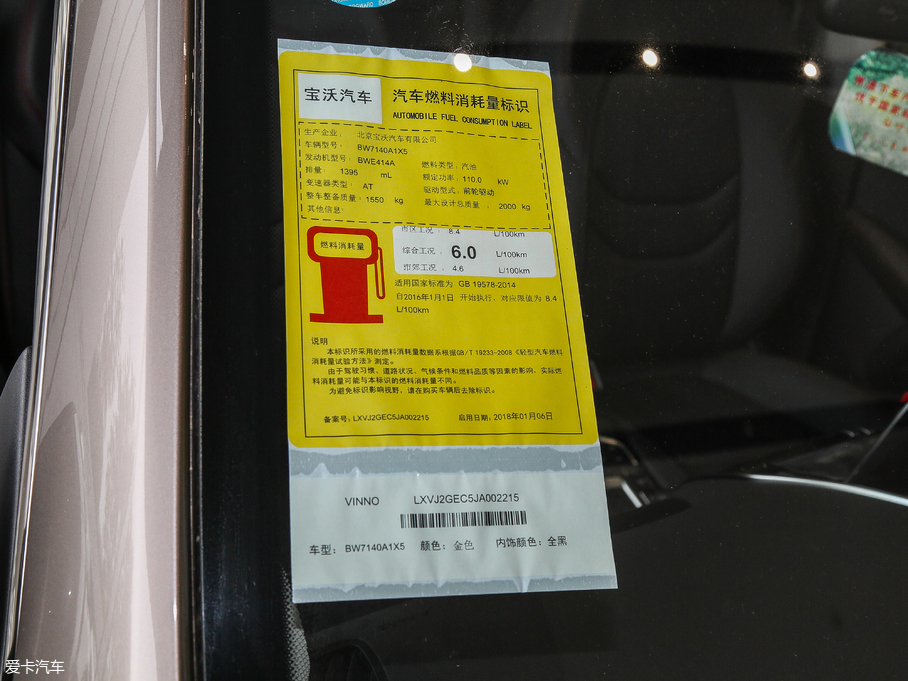 宝沃汽车
汽车燃料消耗量标识
AUTOMOBILE FUEL CONSUMPTION LABEL
生产企业: 北京宝沃汽车有限公司
车辆型号: BW7140A1X5
发动机型号: BWE414A 燃料类型: 汽油
排量: 1395 mL 额定功率: 110.0 kW
变速器类型: AT 驱动型式: 前轮驱动
整车整备质量: 1550 kg 最大设计总质量: 2000 kg
其他信息:
燃料消耗量
市区工况: 8.4 L/100km
综合工况: 6.0 L/100km
市郊工况: 4.6 L/100km
适用国家标准为 GB 19578-2014
自2016年1月1日 开始执行, 对应限值为 8.4
L/100km
说明
本标识所采用的燃料消耗量数据系根据GB/T 19233-2008《轻型汽车燃料
消耗量试验方法》测定。
由于驾驶习惯、道路状况、气候条件和燃料品质等因素的影响, 实际燃
料消耗量可能与本标识的燃料消耗量不同。
为避免标识影响视野, 请在购买车辆后去除标识。
备案号: LXVJ2GEC5JA002215 启用日期: 2018年01月06日
VINNO LXVJ2GEC5JA002215
车型: BW7140A1X5 颜色: 金色 内饰颜色: 全黑
爱卡汽车